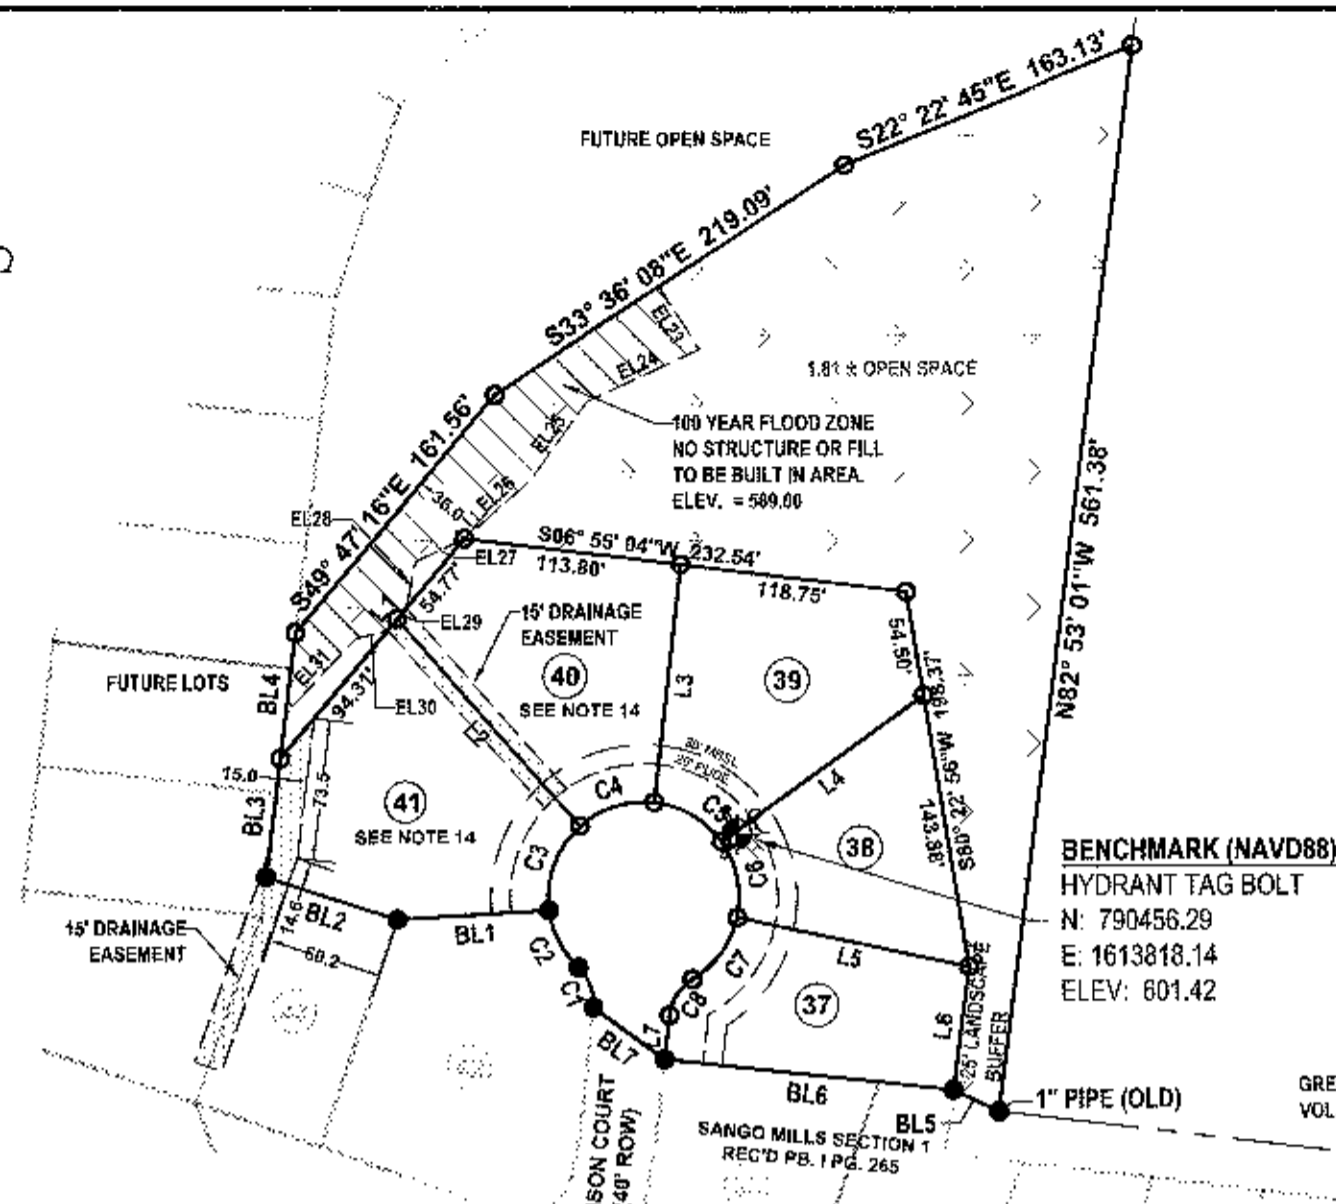 S22° 22' 45"E 163.13'
FUTURE OPEN SPACE
S33° 36' 08"E 219.09'
EL23
EL24
1.81 ± OPEN SPACE
S49° 47' 16"E 161.56'
EL25
100 YEAR FLOOD ZONE
NO STRUCTURE OR FILL
TO BE BUILT IN AREA.
ELEV. = 589.00
N82° 53' 01"W 561.38'
36.0
EL26
EL28
EL27
S06° 55' 04"W 232.54'
113.80'
118.75'
54.77'
EL29
15' DRAINAGE
EASEMENT
54.50'
EL31
FUTURE LOTS
BL4
94.31'
EL30
40
SEE NOTE 14
L3
39
L2
15.0
73.5
BL3
41
SEE NOTE 14
C4
C5
L4
38
143.88'
C3
C6
BENCHMARK (NAVD88)
HYDRANT TAG BOLT
N: 790456.29
E: 1613818.14
ELEV: 601.42
BL2
14.6
BL1
60.2
15' DRAINAGE
EASEMENT
C2
C7
L5
C1
C8
37
L6
25' LANDSCAPE
BUFFER
BL7
L7
BL6
BL5
1" PIPE (OLD)
GRE
VOL
SON COURT
40' ROW)
SANGO MILLS SECTION 1
REC'D PB. I PG. 265